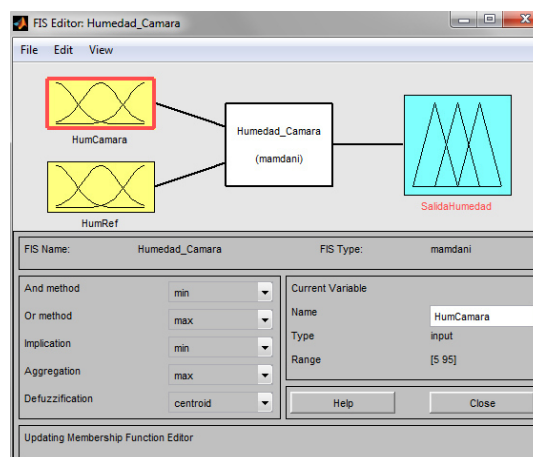 FIS Editor: Humedad_Camara
File Edit View
HumCamara
Humedad_Camara
(mamdani)
SalidaHumedad
HumRef
FIS Name: Humedad_Camara FIS Type: mamdani
And method min
Or method max
Implication min
Aggregation max
Defuzzification centroid
Current Variable
Name HumCamara
Type input
Range [5 95]
Help Close
Updating Membership Function Editor